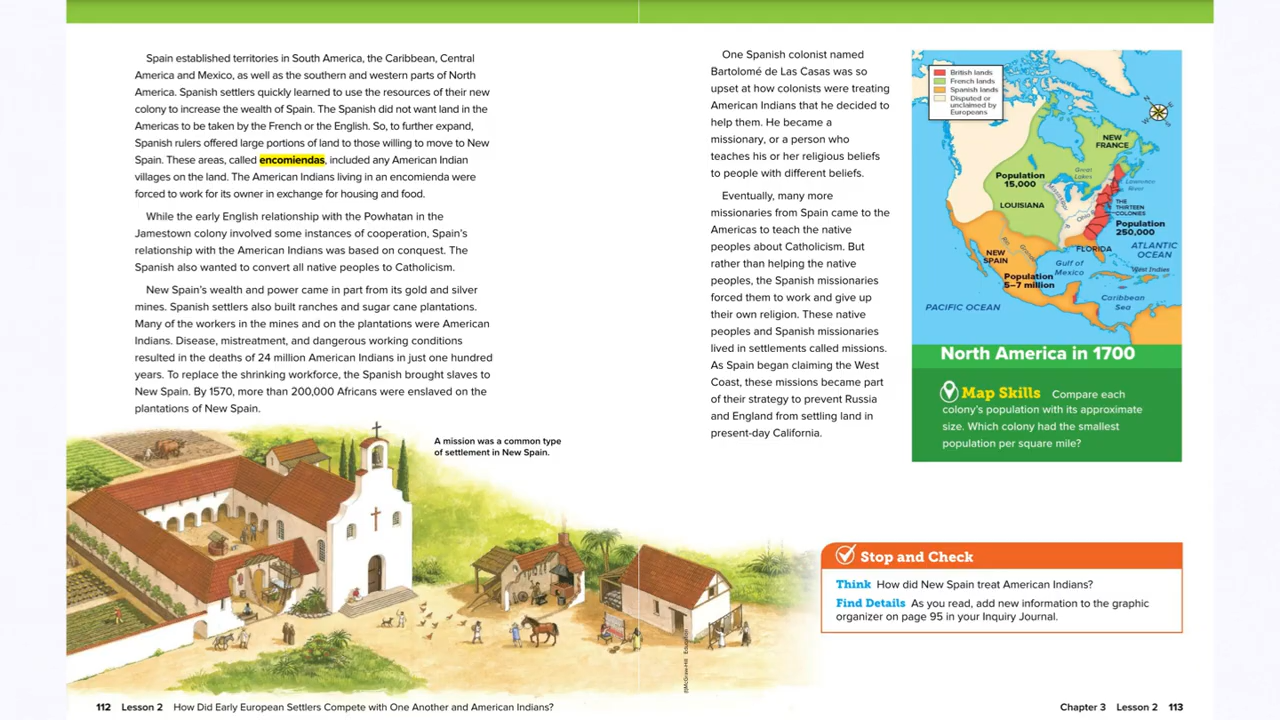 Spain established territories in South America, the Caribbean, Central
America and Mexico, as well as the southern and western parts of North
America. Spanish settlers quickly learned to use the resources of their new
colony to increase the wealth of Spain. The Spanish did not want land in the
Americas to be taken by the French or the English. So, to further expand,
Spanish rulers offered large portions of land to those willing to move to New
Spain. These areas, called encomiendas, included any American Indian
villages on the land. The American Indians living in an encomienda were
forced to work for its owner in exchange for housing and food.
While the early English relationship with the Powhatan in the
Jamestown colony involved some instances of cooperation, Spain's
relationship with the American Indians was based on conquest. The
Spanish also wanted to convert all native peoples to Catholicism.
New Spain's wealth and power came in part from its gold and silver
mines. Spanish settlers also built ranches and sugar cane plantations.
Many of the workers in the mines and on the plantations were American
Indians. Disease, mistreatment, and dangerous working conditions
resulted in the deaths of 24 million American Indians in just one hundred
years. To replace the shrinking workforce, the Spanish brought slaves to
New Spain. By 1570, more than 200,000 Africans were enslaved on the
plantations of New Spain.
A mission was a common type
of settlement in New Spain.
©McGraw-Hill Education
112 Lesson 2 How Did Early European Settlers Compete with One Another and American Indians?
One Spanish colonist named
Bartolomé de Las Casas was so
upset at how colonists were treating
American Indians that he decided to
help them. He became a
missionary, or a person who
teaches his or her religious beliefs
to people with different beliefs.
Eventually, many more
missionaries from Spain came to the
Americas to teach the native
peoples about Catholicism. But
rather than helping the native
peoples, the Spanish missionaries
forced them to work and give up
their own religion. These native
peoples and Spanish missionaries
lived in settlements called missions.
As Spain began claiming the West
Coast, these missions became part
of their strategy to prevent Russia
and England from settling land in
present-day California.
British lands
French lands
Spanish lands
Disputed or
unclaimed by
Europeans
N
E
S
W
NEW
FRANCE
Great
Lakes
Lawrence
River
Population
15,000
LOUISIANA
Mississippi
Ohio R.
THE
THIRTEEN
COLONIES
Population
250,000
FLORIDA
ATLANTIC
OCEAN
NEW
SPAIN
Rio Grande
Gulf of
Mexico
West Indies
Population
5–7 million
Caribbean
Sea
PACIFIC OCEAN
North America in 1700
Map Skills Compare each
colony's population with its approximate
size. Which colony had the smallest
population per square mile?
Stop and Check
Think How did New Spain treat American Indians?
Find Details As you read, add new information to the graphic
organizer on page 95 in your Inquiry Journal.
Chapter 3 Lesson 2 113